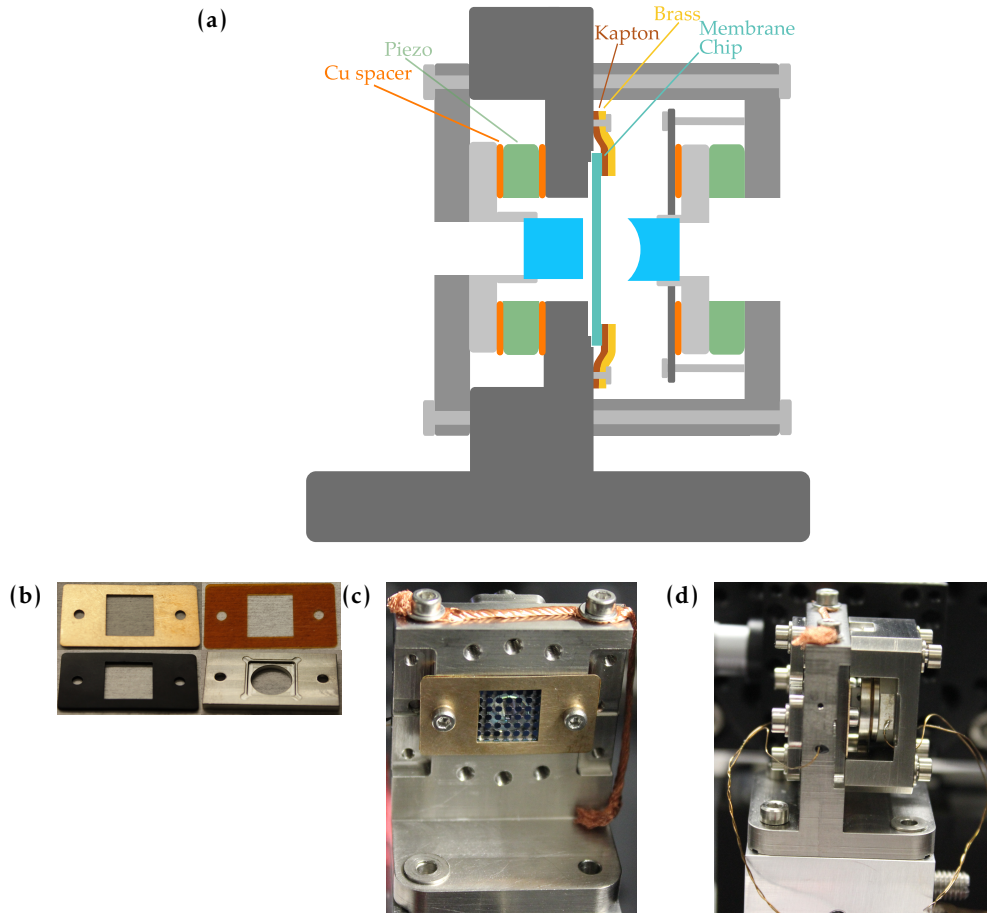 (a)
Brass
Kapton
Membrane
Chip
Piezo
Cu spacer
(b)
(c)
(d)